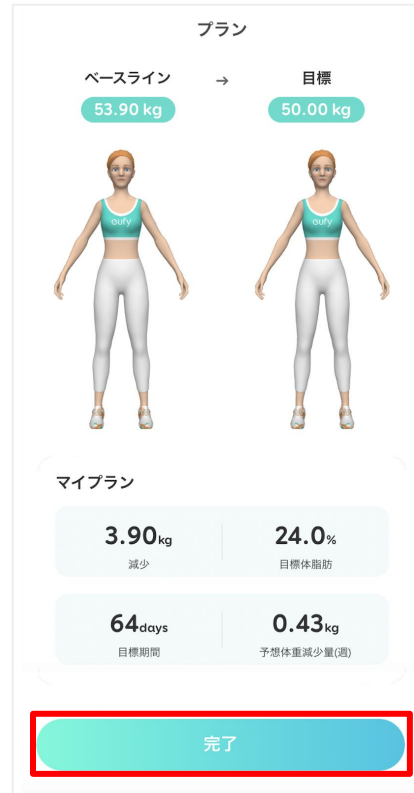 プラン
ベースライン → 目標
53.90 kg 50.00 kg
eufy eufy
マイプラン
3.90kg 24.0%
減少 目標体脂肪
64days 0.43kg
目標期間 予想体重減少量(週)
完了